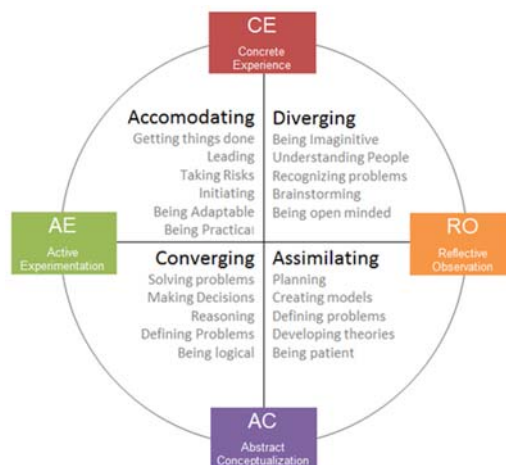 CE
Concrete
Experience
Accomodating
Getting things done
Leading
Taking Risks
Initiating
Being Adaptable
Being Practical
Diverging
Being Imaginitive
Understanding People
Recognizing problems
Brainstorming
Being open minded
AE
Active
Experimentation
RO
Reflective
Observation
Converging
Solving problems
Making Decisions
Reasoning
Defining Problems
Being logical
Assimilating
Planning
Creating models
Defining problems
Developing theories
Being patient
AC
Abstract
Conceptualization